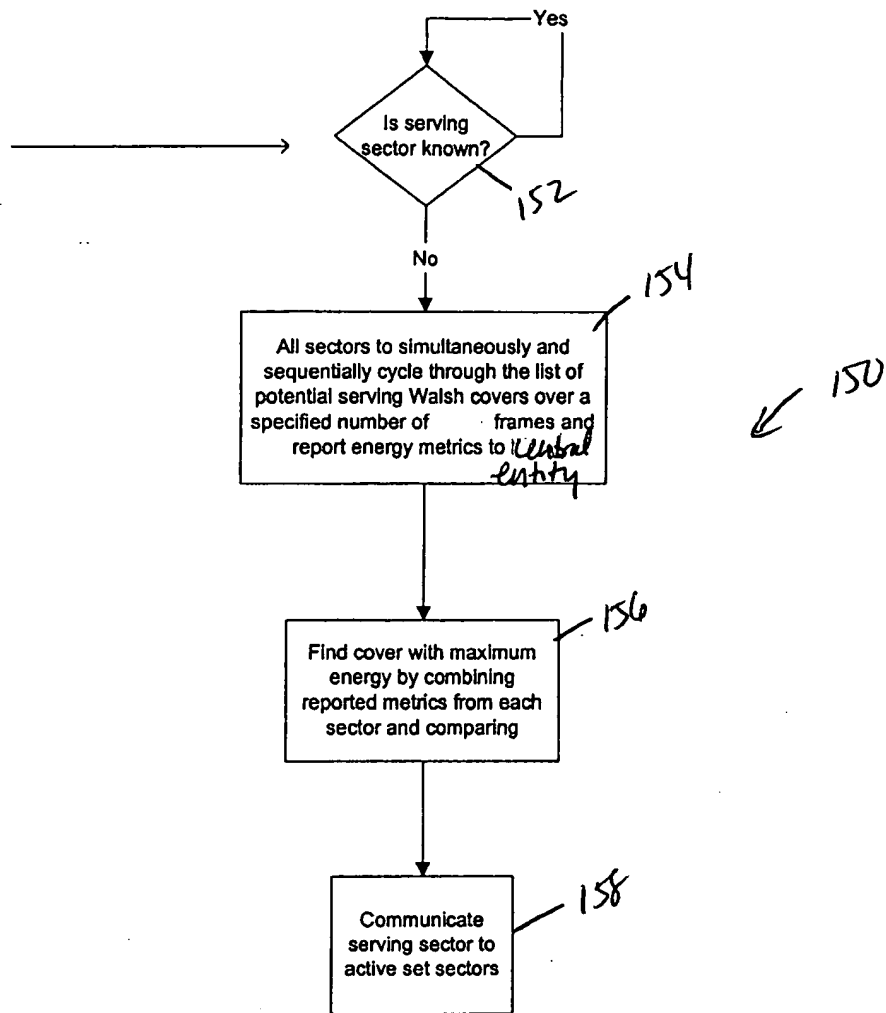 Yes
Is serving
sector known?
152
No
154
All sectors to simultaneously and
sequentially cycle through the list of
potential serving Walsh covers over a
specified number of frames and
report energy metrics to central
entity
150
156
Find cover with maximum
energy by combining
reported metrics from each
sector and comparing
158
Communicate
serving sector to
active set sectors